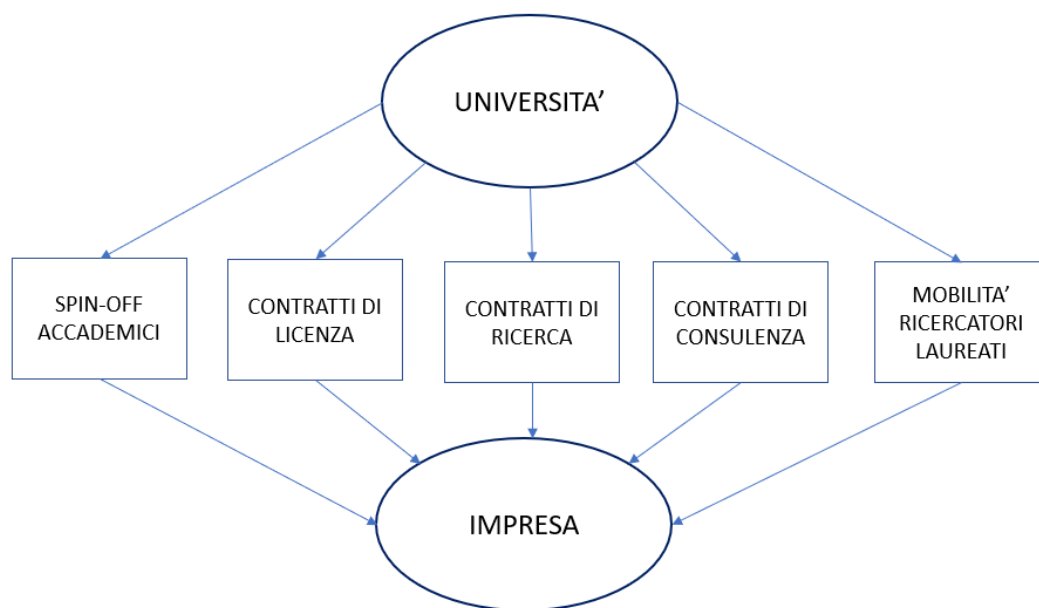 UNIVERSITA’
SPIN-OFF
ACCADEMICI
CONTRATTI DI
LICENZA
CONTRATTI DI
RICERCA
CONTRATTI DI
CONSULENZA
MOBILITA’
RICERCATORI
LAUREATI
IMPRESA